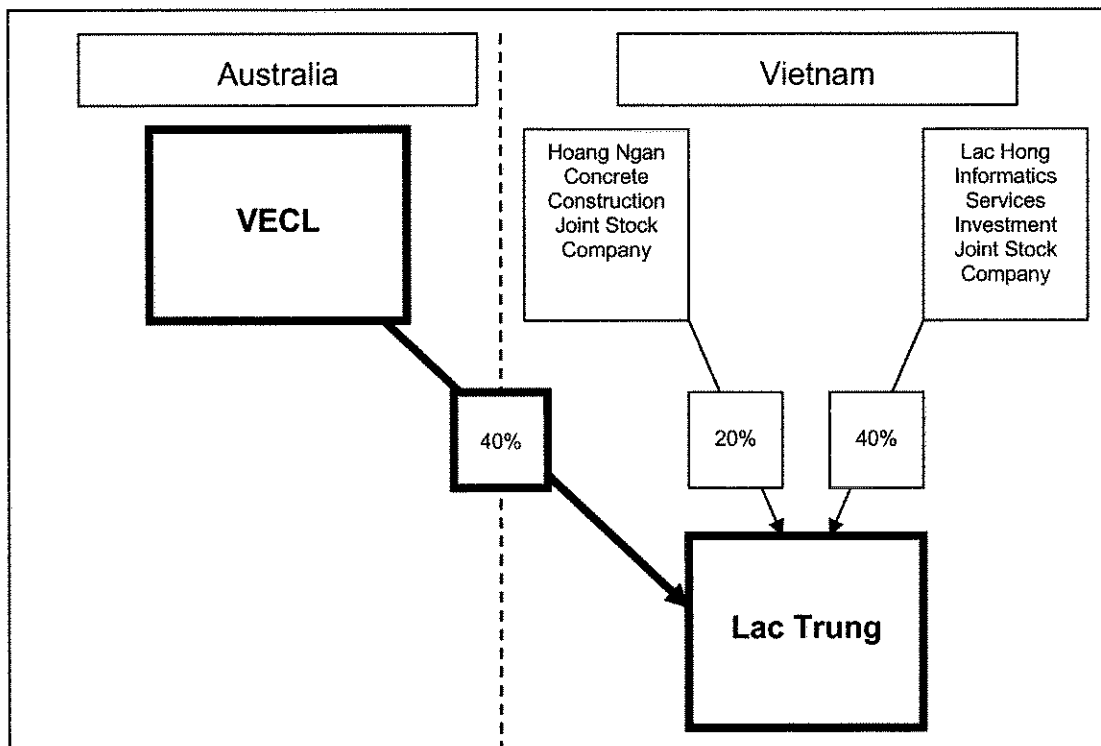 Australia
Vietnam
VECL
Hoang Ngan
Concrete
Construction
Joint Stock
Company
Lac Hong
Informatics
Services
Investment
Joint Stock
Company
40%
20%
40%
Lac Trung